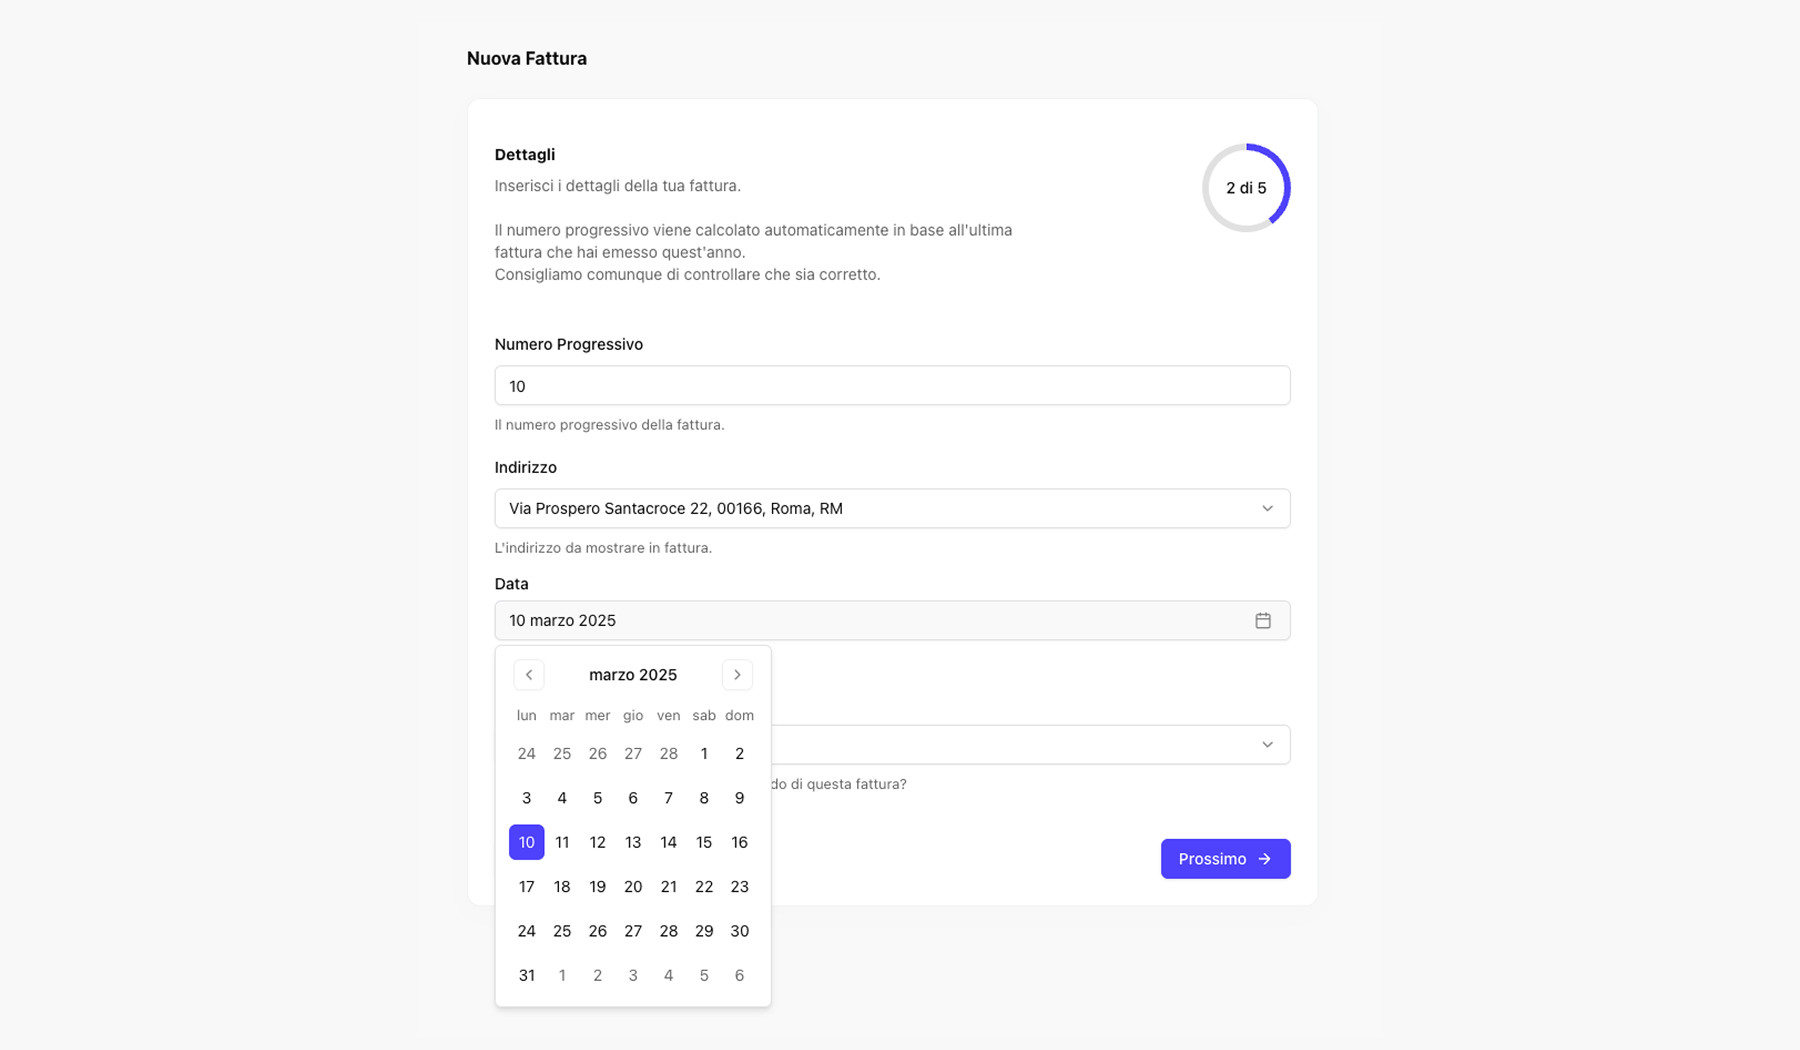 Nuova Fattura
Dettagli
Inserisci i dettagli della tua fattura.
2 di 5
Il numero progressivo viene calcolato automaticamente in base all'ultima
fattura che hai emesso quest'anno.
Consigliamo comunque di controllare che sia corretto.
Numero Progressivo
10
Il numero progressivo della fattura.
Indirizzo
Via Prospero Santacroce 22, 00166, Roma, RM
L'indirizzo da mostrare in fattura.
Data
10 marzo 2025
marzo 2025
lun mar mer gio ven sab dom
24 25 26 27 28 1 2
3 4 5 6 7 8 9
10 11 12 13 14 15 16
17 18 19 20 21 22 23
24 25 26 27 28 29 30
31 1 2 3 4 5 6
di questa fattura?
Prossimo